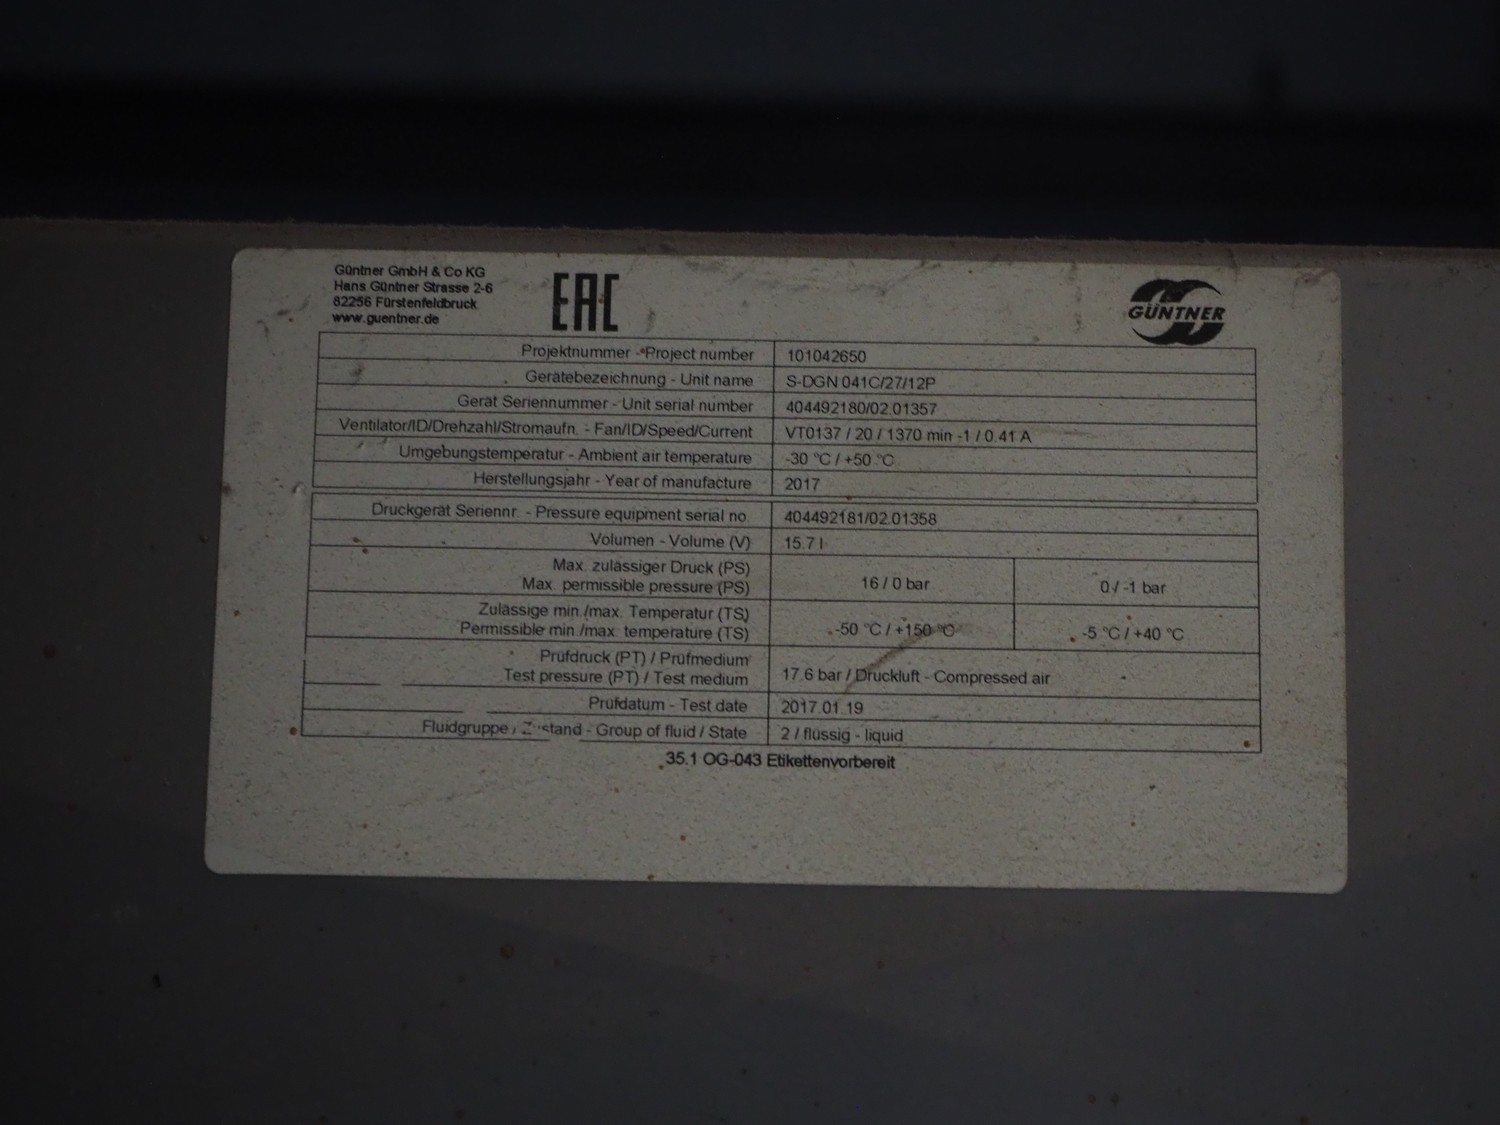 Güntner GmbH & Co KG
Hans Güntner Strasse 2-6
82256 Fürstenfeldbruck
www.guentner.de
EAC
GÜNTNER
Projektnummer - Project number 101042650
Gerätebezeichnung - Unit name S-DGN 041C/27/12P
Gerät Seriennummer - Unit serial number 404492180/02.01357
Ventilator/ID/Drehzahl/Stromaufn. - Fan/ID/Speed/Current VT0137 / 20 / 1370 min -1 / 0.41 A
Umgebungstemperatur - Ambient air temperature -30 °C / +50 °C
Herstellungsjahr - Year of manufacture 2017
Druckgerät Seriennr. - Pressure equipment serial no. 404492181/02.01358
Volumen - Volume (V) 15.7 l
Max. zulässiger Druck (PS)
Max. permissible pressure (PS) 16 / 0 bar 0 / -1 bar
Zulässige min./max. Temperatur (TS)
Permissible min./max. temperature (TS) -50 °C / +150 °C -5 °C / +40 °C
Prüfdruck (PT) / Prüfmedium
Test pressure (PT) / Test medium 17.6 bar / Druckluft - Compressed air
Prüfdatum - Test date 2017.01.19
Fluidgruppe / Zustand - Group of fluid / State 2 / flüssig - liquid
35.1 OG-043 Etikettenvorbereit